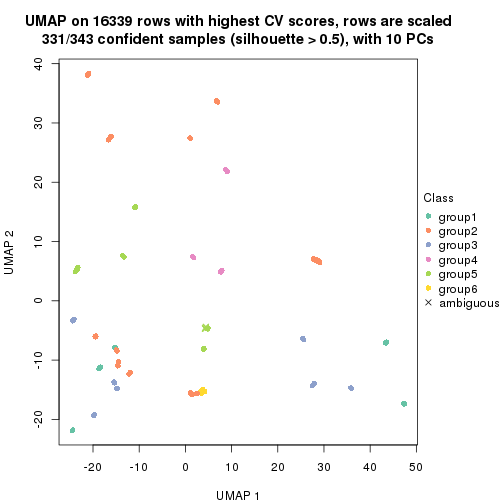 UMAP on 16339 rows with highest CV scores, rows are scaled
331/343 confident samples (silhouette > 0.5), with 10 PCs
UMAP 2
40
30
20
10
0
-10
-20
-20
-10
0
10
20
30
40
50
UMAP 1
Class
group1
group2
group3
group4
group5
group6
ambiguous